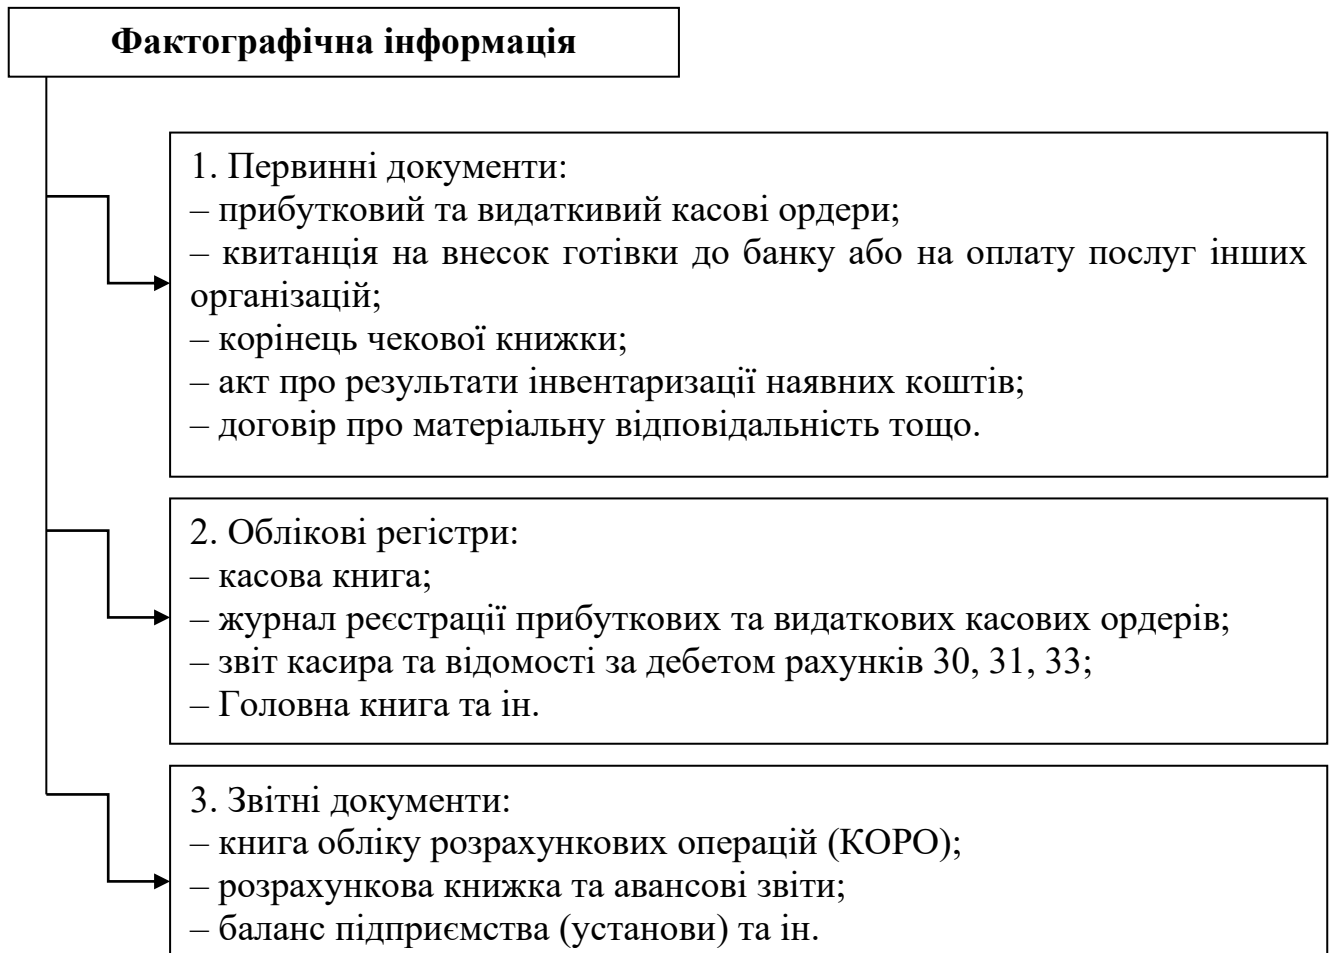 Фактографічна інформація
1. Первинні документи:
– прибутковий та видаткивий касові ордери;
– квитанція на внесок готівки до банку або на оплату послуг інших
організацій;
– корінець чекової книжки;
– акт про результати інвентаризації наявних коштів;
– договір про матеріальну відповідальність тощо.
2. Облікові регістри:
– касова книга;
– журнал реєстрації прибуткових та видаткових касових ордерів;
– звіт касира та відомості за дебетом рахунків 30, 31, 33;
– Головна книга та ін.
3. Звітні документи:
– книга обліку розрахункових операцій (КОРО);
– розрахункова книжка та авансові звіти;
– баланс підприємства (установи) та ін.